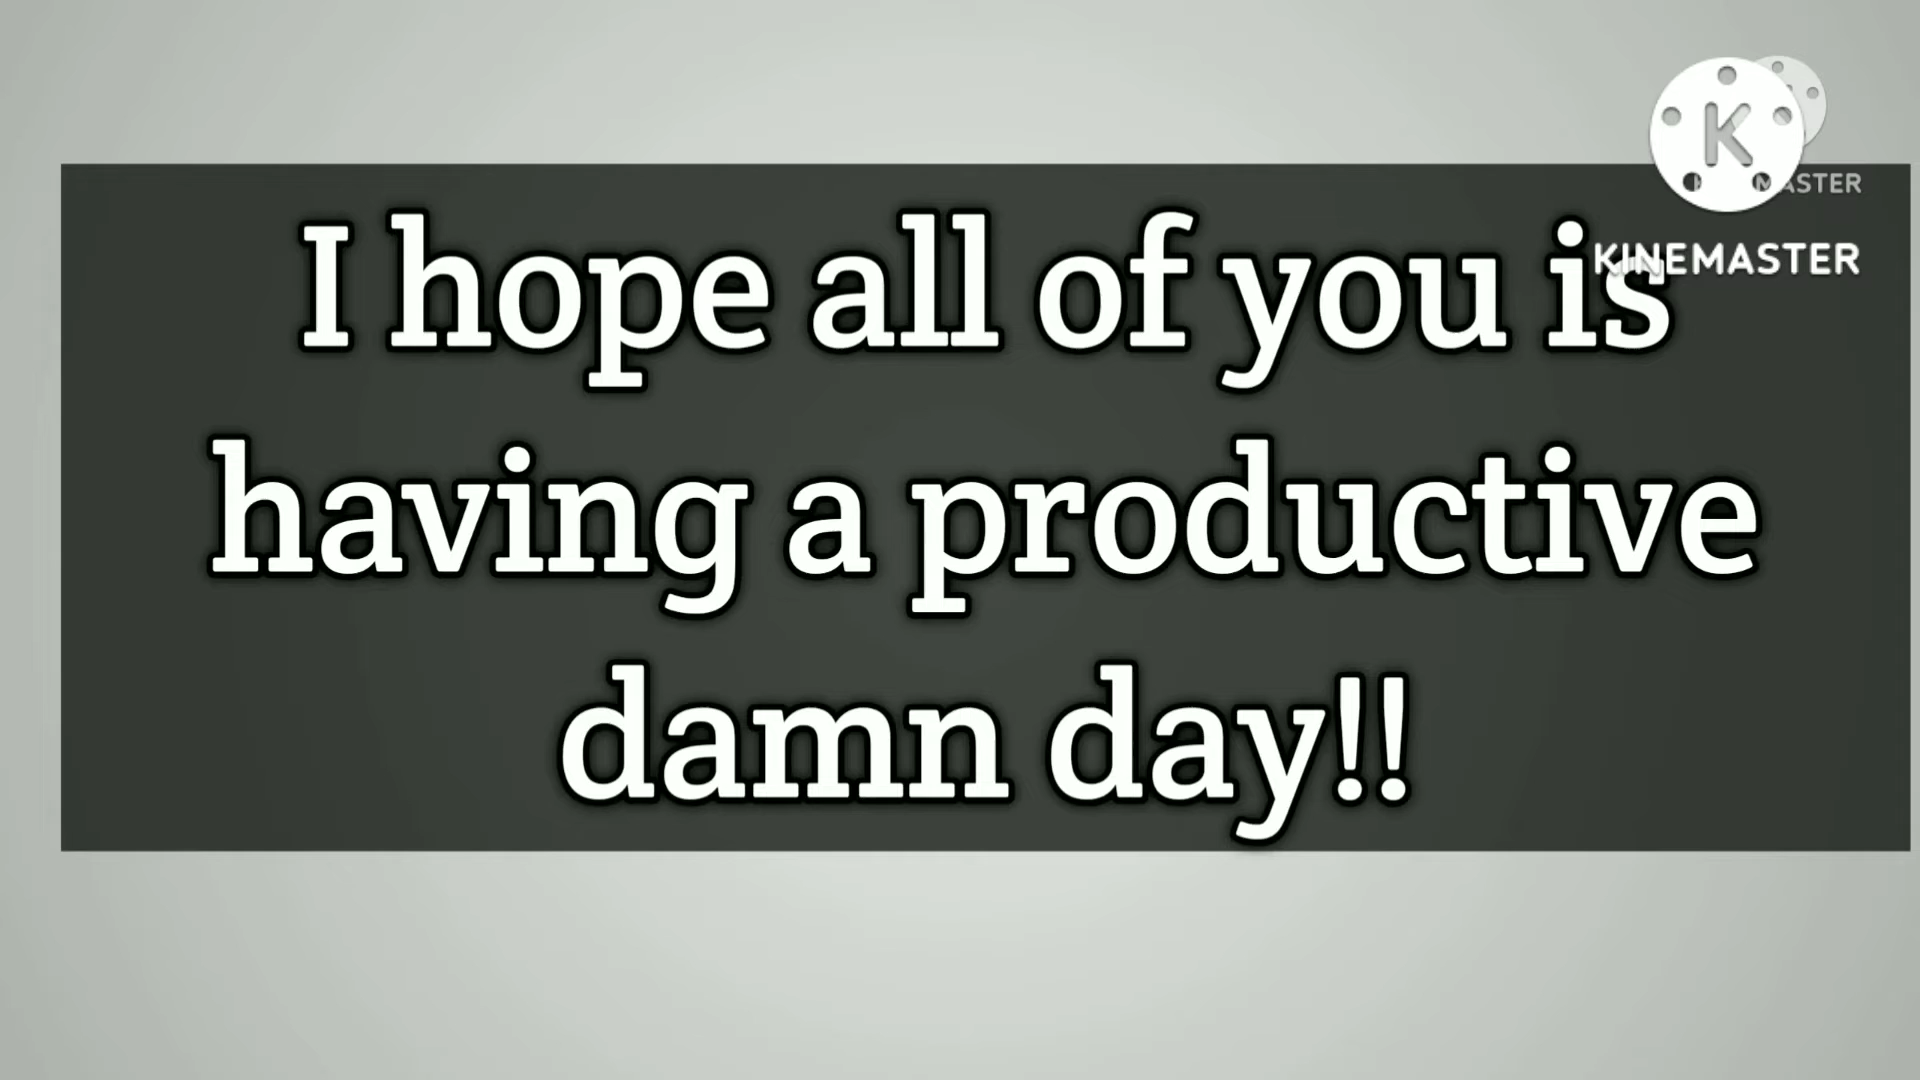 K
KINEMASTER
I hope all of you is
having a productive
damn day!!